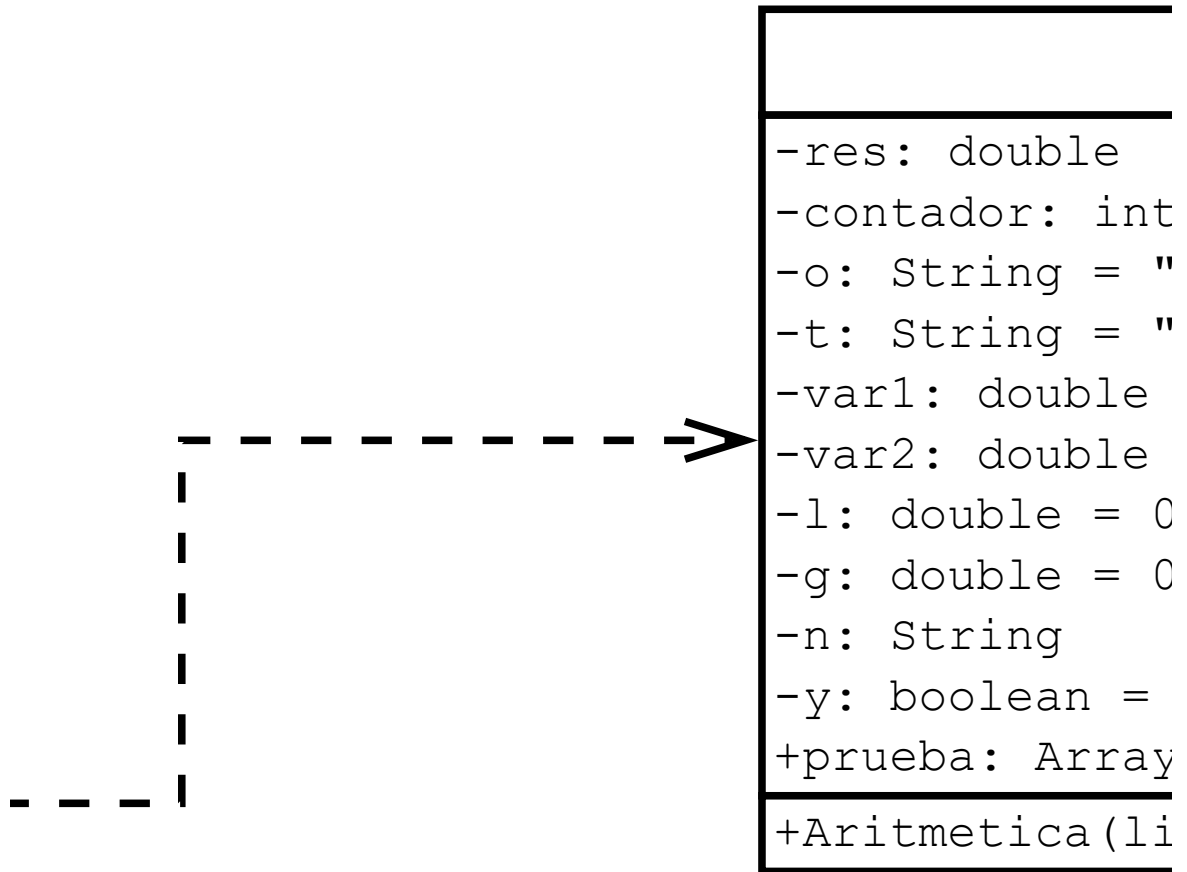 -res: double
-contador: int
-o: String = "
-t: String = "
-var1: double
-var2: double
-l: double = 0
-g: double = 0
-n: String
-y: boolean =
+prueba: Array
+Aritmetica(li